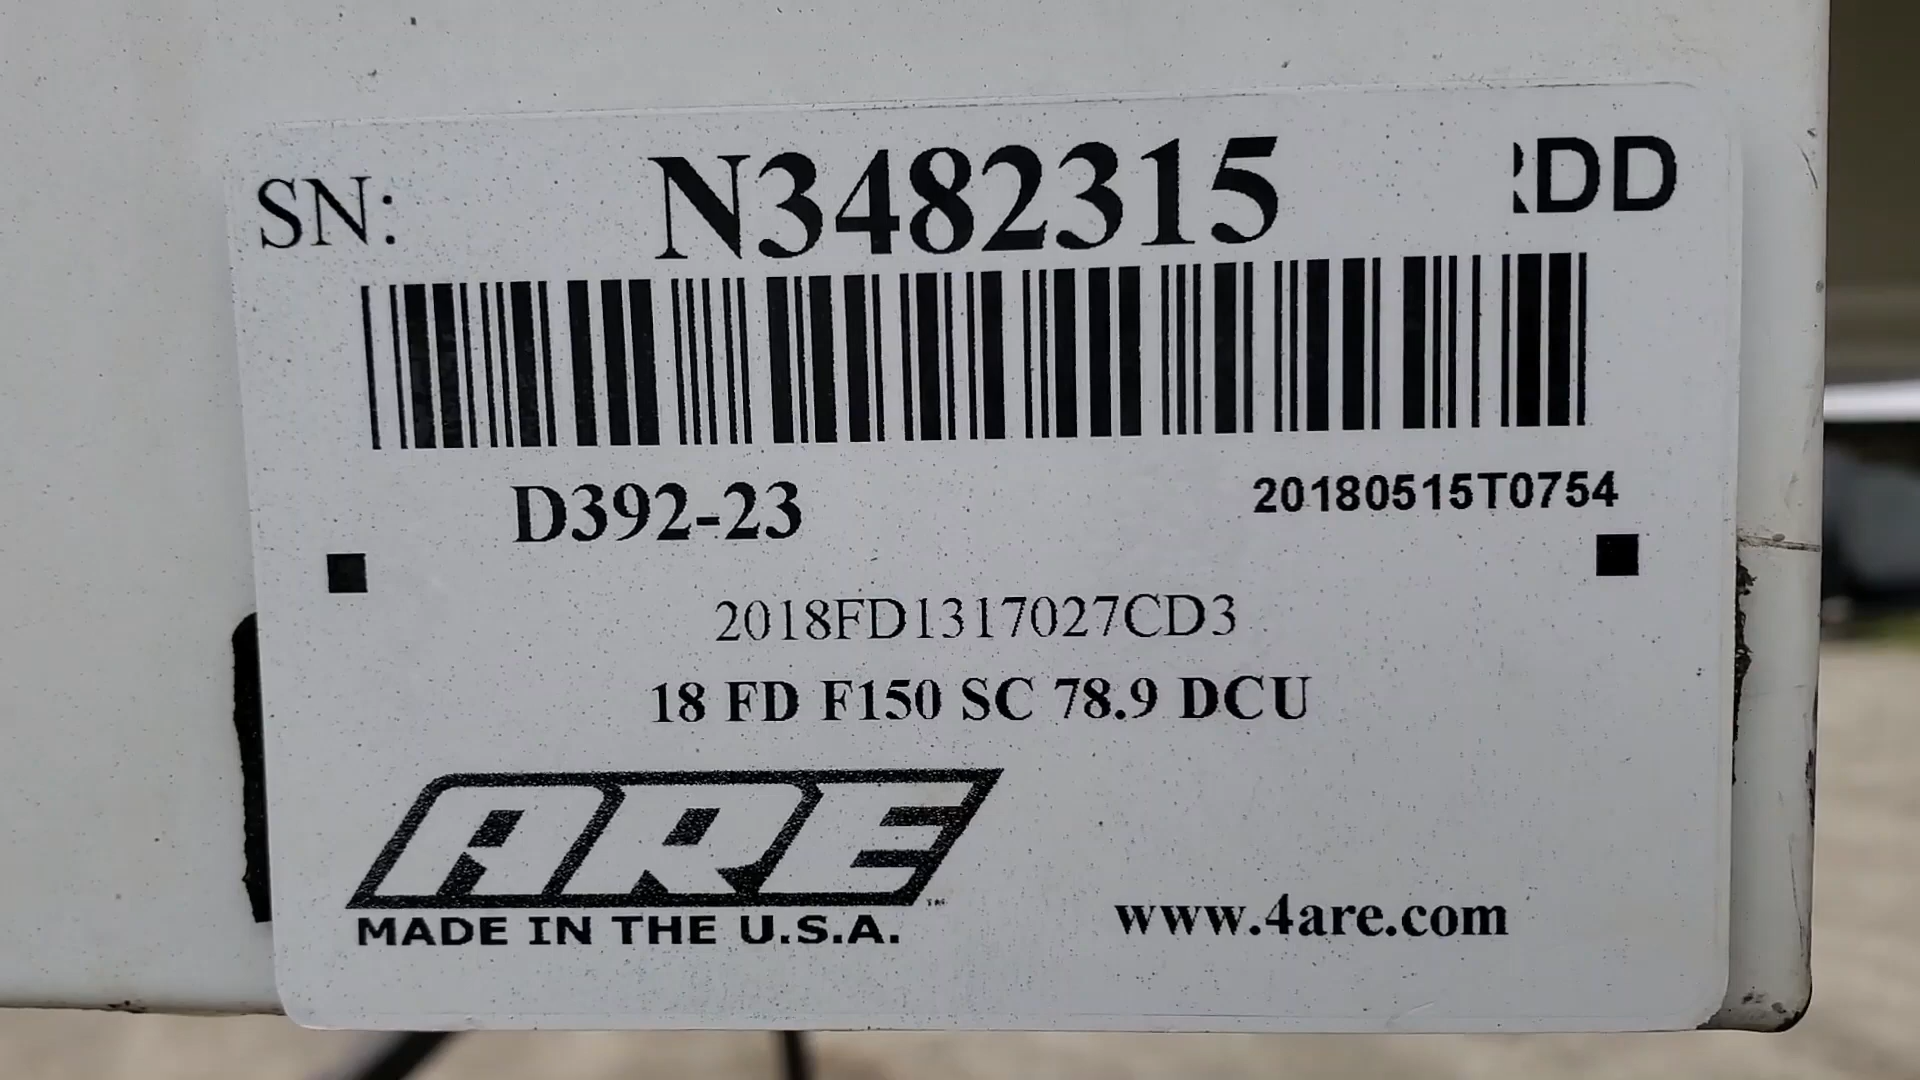 SN: N3482315 RDD
D392-23 20180515T0754
2018FD1317027CD3
18 FD F150 SC 78.9 DCU
ARE™
MADE IN THE U.S.A.
www.4are.com